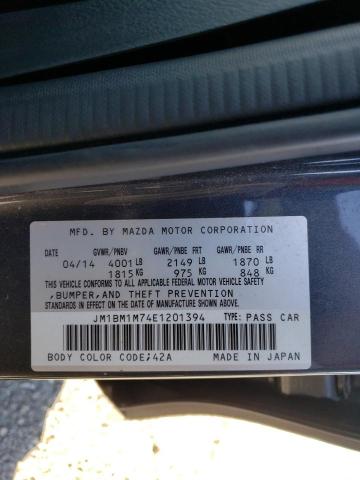 MFD. BY MAZDA MOTOR CORPORATION
DATE GVWR/PNBV GAWR/PNBE FRT GAWR/PNBE RR
04/14 4001 LB 2149 LB 1870 LB
1815 KG 975 KG 848 KG
THIS VEHICLE CONFORMS TO ALL APPLICABLE FEDERAL MOTOR VEHICLE SAFETY
,BUMPER,AND THEFT PREVENTION
STANDARDS IN EFFECT ON THE DATE OF MANUFACTURE SHOWN ABOVE.
JM1BM1M74E1201394 TYPE: PASS CAR
BODY COLOR CODE;42A MADE IN JAPAN